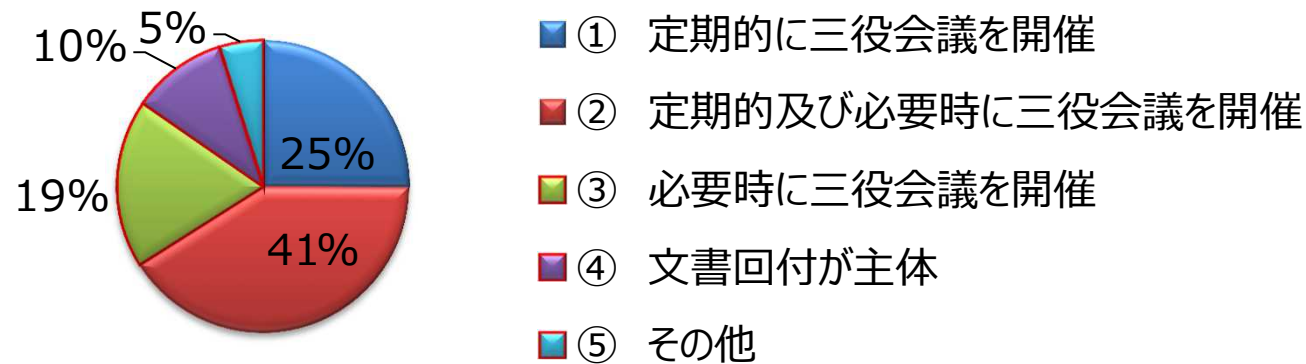 5%
10%
25%
19%
41%
① 定期的に三役会議を開催
② 定期的及び必要時に三役会議を開催
③ 必要時に三役会議を開催
④ 文書回付が主体
⑤ その他